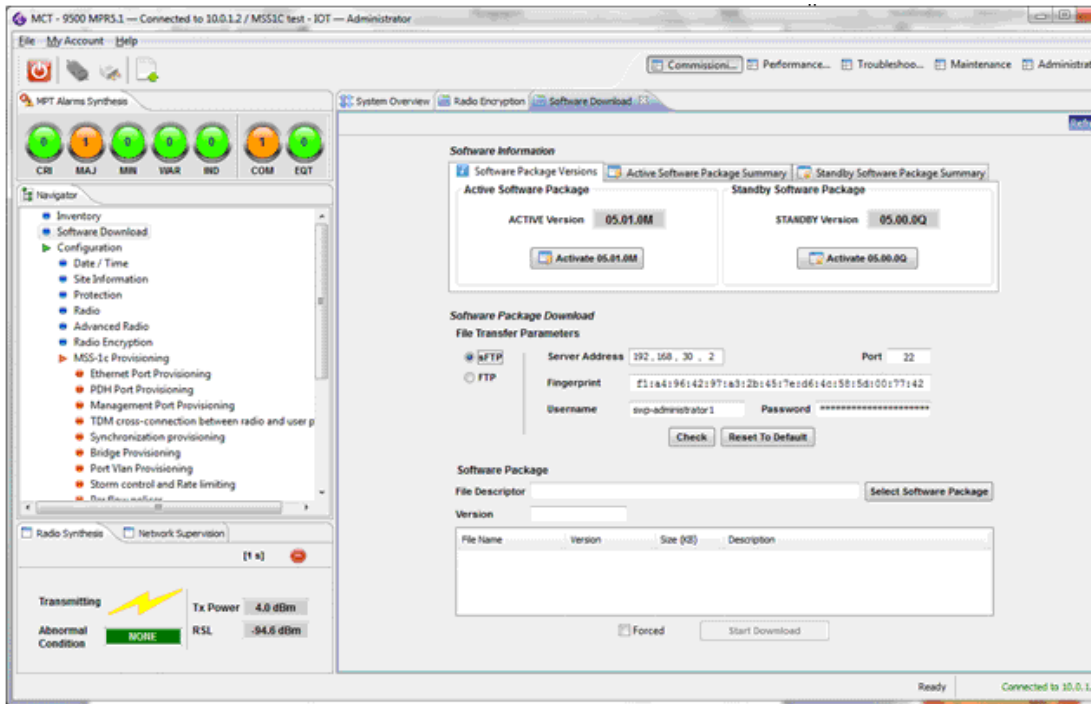 MCT - 9500 MPR5.1 — Connected to 10.0.1.2 / MSS1C test - IOT — Administrator
File My Account Help
Commissioni... Performance... Troubleshoo... Maintenance Administrat
MPT Alarms Synthesis
System Overview Radio Encryption Software Download
Refr
0 1 0 0 0 1 0
CRI MAJ MIN WAR IND COM EQT
Navigator
Inventory
Software Download
Configuration
Date / Time
Site Information
Protection
Radio
Advanced Radio
Radio Encryption
MSS-1c Provisioning
Ethernet Port Provisioning
PDH Port Provisioning
Management Port Provisioning
TDM cross-connection between radio and user p
Synchronization provisioning
Bridge Provisioning
Port Vlan Provisioning
Storm control and Rate limiting
Per flow policer
Software Information
Software Package Versions Active Software Package Summary Standby Software Package Summary
Active Software Package Standby Software Package
ACTIVE Version 05.01.0M STANDBY Version 05.00.0Q
Activate 05.01.0M Activate 05.00.0Q
Software Package Download
File Transfer Parameters
sFTP Server Address 192 . 168 . 30 . 2 Port 22
FTP Fingerprint f1:a4:96:42:97:a3:2b:45:7e:d6:4c:58:5d:00:77:42
Username swp-administrator1 Password **********************
Check Reset To Default
Software Package
File Descriptor Select Software Package
Version
File Name Version Size (KB) Description
Forced Start Download
Radio Synthesis Network Supervision
[1 s]
Transmitting Tx Power 4.0 dBm
Abnormal Condition NONE RSL -94.6 dBm
Ready Connected to 10.0.1.